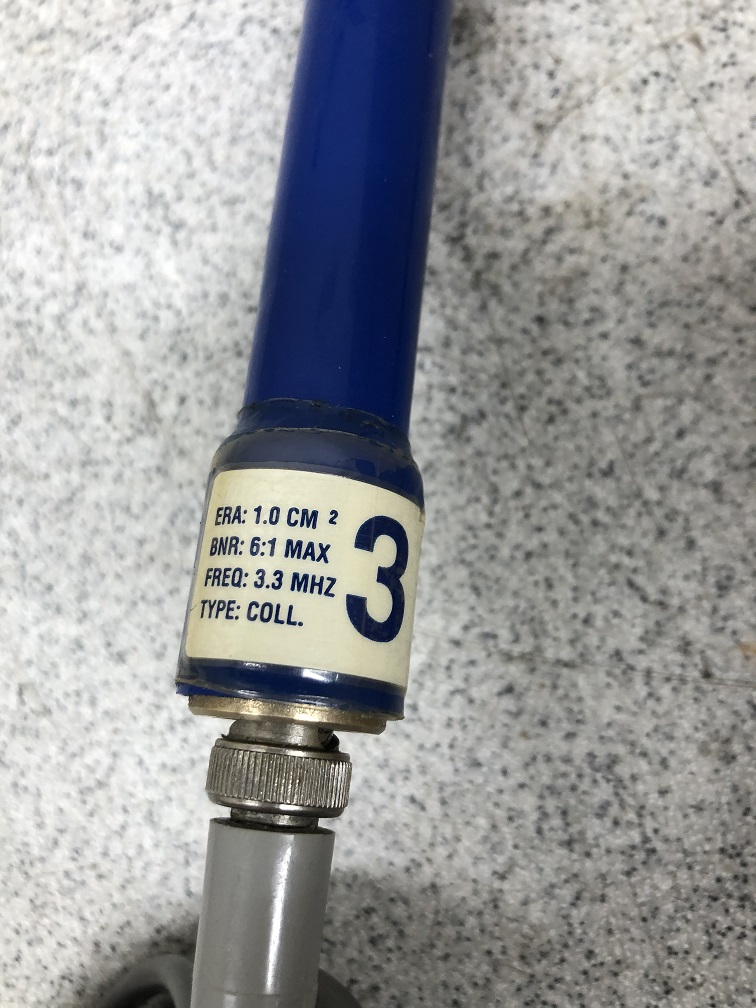 ERA: 1.0 CM 2
BNR: 6:1 MAX
FREQ: 3.3 MHZ
TYPE: COLL.
3